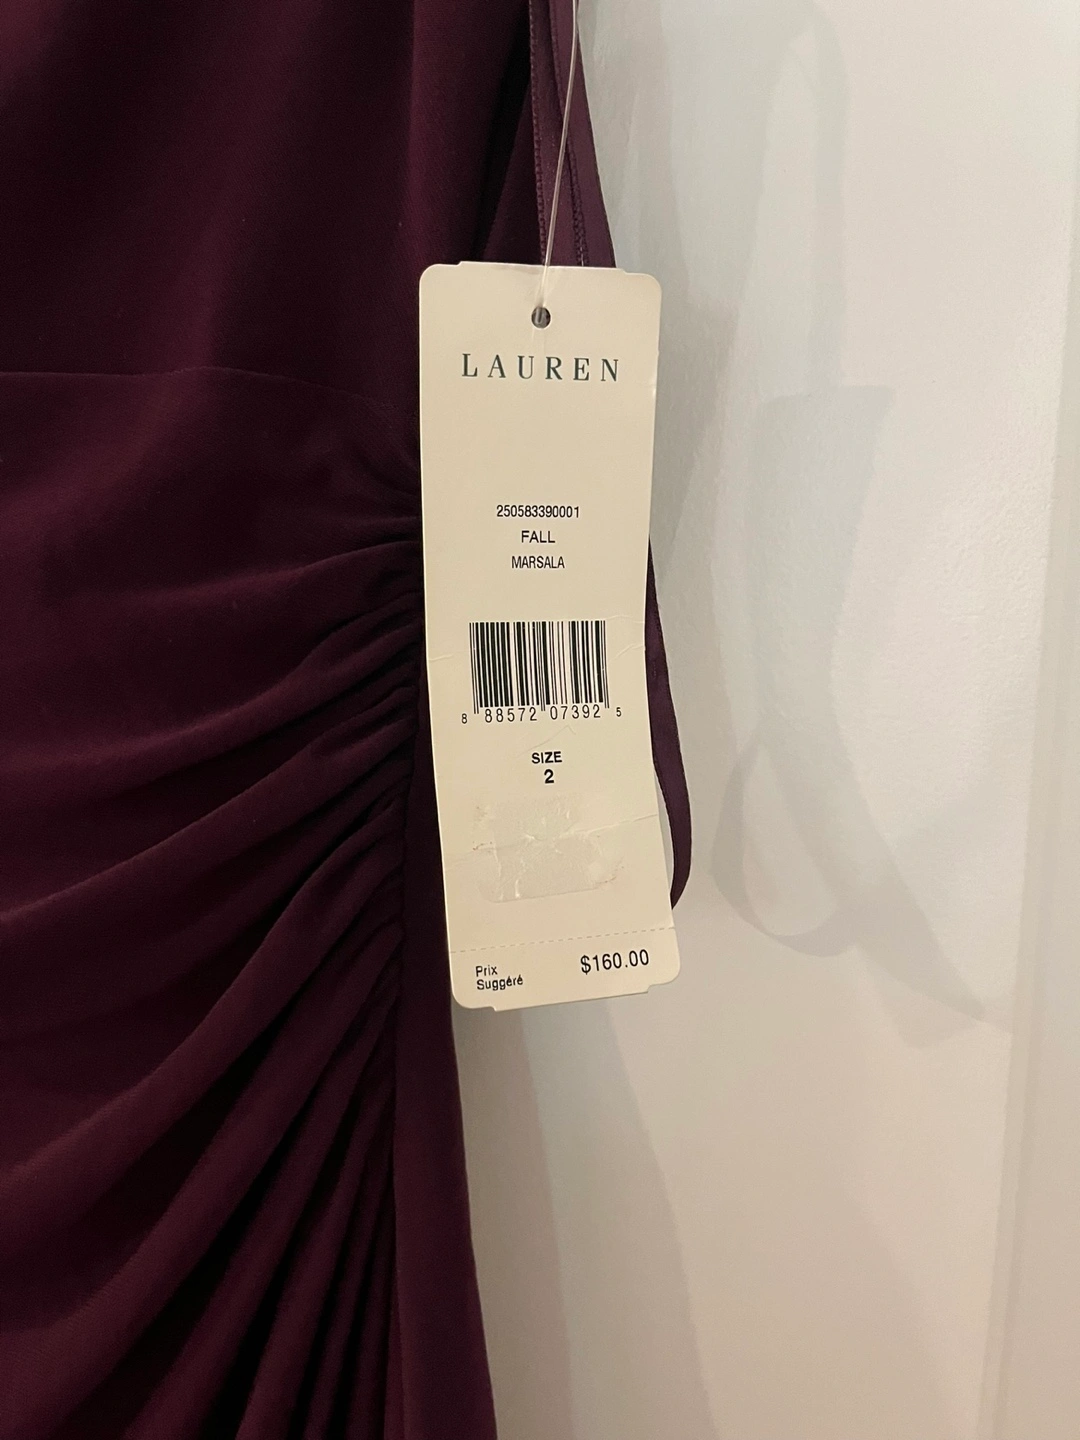 LAUREN
250583390001
FALL
MARSALA
8 88572 07392 5
SIZE
2
Prix
Suggéré
$160.00